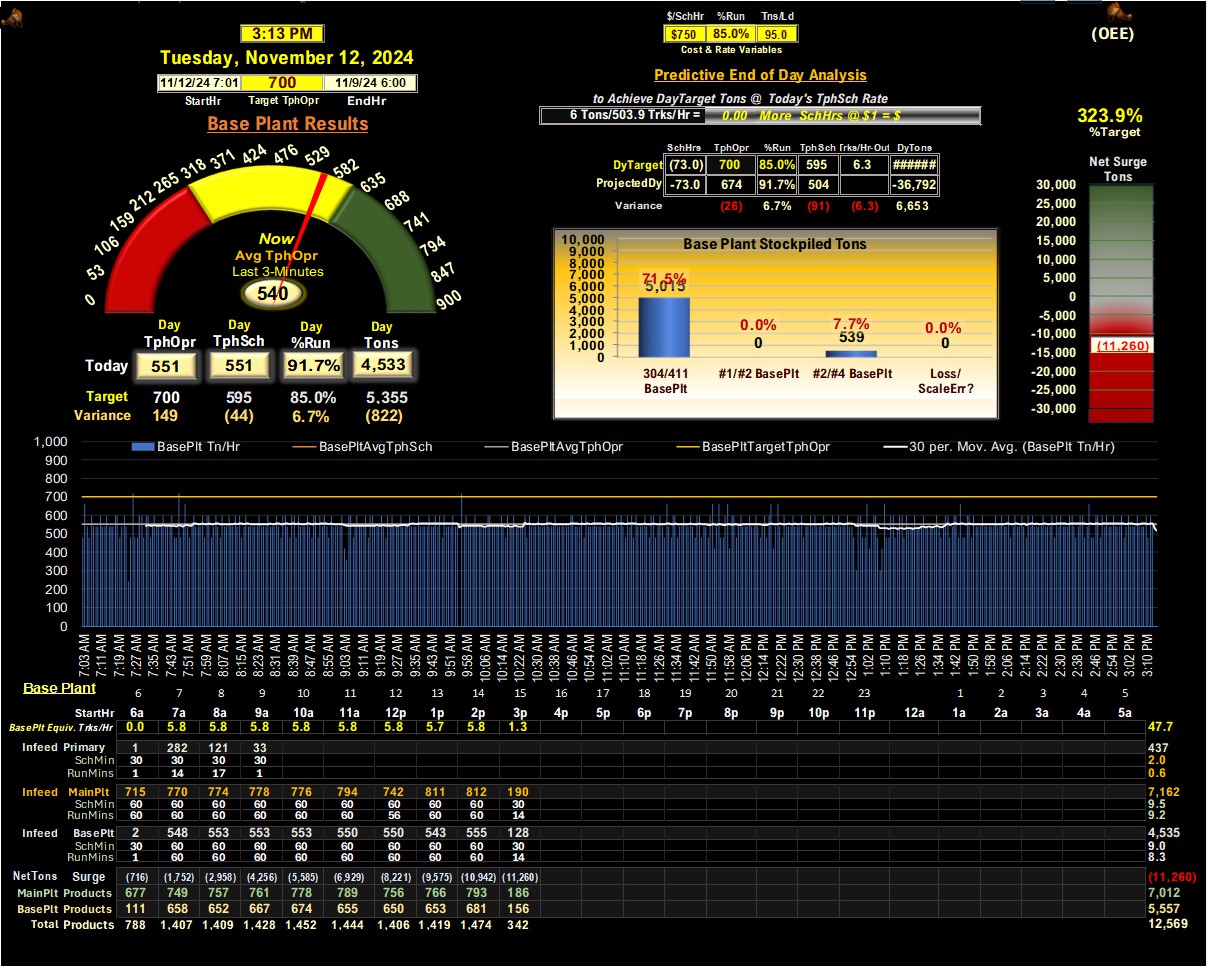 3:13 PM
Tuesday, November 12, 2024
11/12/24 7:01 700 11/9/24 6:00
StartHr Target TphOpr EndHr
Base Plant Results
0 53 106 159 212 265 318 371 424 476 529 582 635 688 741 794 847 900
Now
Avg TphOpr
Last 3-Minutes
540
Day Day Day Day
TphOpr TphSch %Run Tons
Today 551 551 91.7% 4,533
Target 700 595 85.0% 5,355
Variance 149 (44) 6.7% (822)
$/SchHr %Run Tns/Ld
$750 85.0% 95.0
Cost & Rate Variables
Predictive End of Day Analysis
to Achieve DayTarget Tons @ Today's TphSch Rate
6 Tons/503.9 Trks/Hr = 0.00 More SchHrs @ $1 = $
SchHrs TphOpr %Run TphSch Trks/Hr-Out DyTons
DyTarget (73.0) 700 85.0% 595 6.3 ######
ProjectedDy -73.0 674 91.7% 504 -36,792
Variance (26) 6.7% (91) (6.3) 6,653
Base Plant Stockpiled Tons
10,000
9,000
8,000
7,000
6,000
5,000
4,000
3,000
2,000
1,000
0
71.5% 0.0% 7.7% 0.0%
5,015 0 539 0
304/411 BasePlt #1/#2 BasePlt #2/#4 BasePlt Loss/ ScaleErr?
(OEE)
323.9%
%Target
Net Surge
Tons
30,000
25,000
20,000
15,000
10,000
5,000
0
-5,000
-10,000
(11,260)
-15,000
-20,000
-25,000
-30,000
BasePlt Tn/Hr BasePltAvgTphSch BasePltAvgTphOpr BasePltTargetTphOpr 30 per. Mov. Avg. (BasePlt Tn/Hr)
1,000
900
800
700
600
500
400
300
200
100
0
7:03 AM 7:11 AM 7:19 AM 7:27 AM 7:35 AM 7:43 AM 7:51 AM 7:59 AM 8:07 AM 8:15 AM 8:23 AM 8:31 AM 8:39 AM 8:47 AM 8:55 AM 9:03 AM 9:11 AM 9:19 AM 9:27 AM 9:35 AM 9:43 AM 9:51 AM 9:58 AM 10:06 AM 10:14 AM 10:22 AM 10:30 AM 10:38 AM 10:46 AM 10:54 AM 11:02 AM 11:10 AM 11:18 AM 11:26 AM 11:34 AM 11:42 AM 11:50 AM 11:58 AM 12:06 PM 12:14 PM 12:22 PM 12:30 PM 12:38 PM 12:46 PM 12:54 PM 1:02 PM 1:10 PM 1:18 PM 1:26 PM 1:34 PM 1:42 PM 1:50 PM 1:58 PM 2:06 PM 2:14 PM 2:22 PM 2:30 PM 2:38 PM 2:46 PM 2:54 PM 3:02 PM 3:10 PM
Base Plant 6 7 8 9 10 11 12 13 14 15 16 17 18 19 20 21 22 23 1 2 3 4 5
StartHr 6a 7a 8a 9a 10a 11a 12p 1p 2p 3p 4p 5p 6p 7p 8p 9p 10p 11p 12a 1a 2a 3a 4a 5a
BasePlt Equiv. Trks/Hr 0.0 5.8 5.8 5.8 5.8 5.8 5.8 5.7 5.8 1.3 47.7
Infeed Primary 1 282 121 33 437
SchMin 30 30 30 30 2.0
RunMins 1 14 17 1 0.6
Infeed MainPlt 715 770 774 778 776 794 742 811 812 190 7,162
SchMin 60 60 60 60 60 60 60 60 60 30 9.5
RunMins 60 60 60 60 60 60 56 60 60 14 9.2
Infeed BasePlt 2 548 553 553 553 550 550 543 555 128 4,535
SchMin 30 60 60 60 60 60 60 60 60 30 9.0
RunMins 1 60 60 60 60 60 60 60 60 14 8.3
NetTons Surge (716) (1,752) (2,958) (4,256) (5,585) (6,929) (8,221) (9,575) (10,942) (11,260) (11,260)
MainPlt Products 677 749 757 761 778 789 756 766 793 186 7,012
BasePlt Products 111 658 652 667 674 655 650 653 681 156 5,557
Total Products 788 1,407 1,409 1,428 1,452 1,444 1,406 1,419 1,474 342 12,569